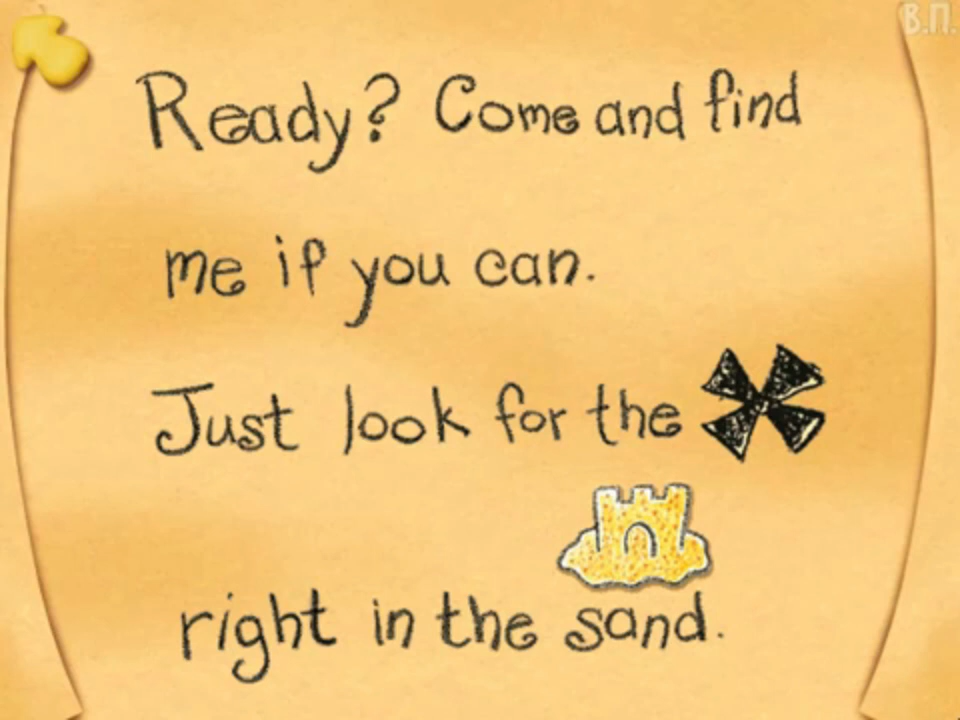 В.П.
Ready? Come and find
me if you can.
Just look for the
right in the sand.